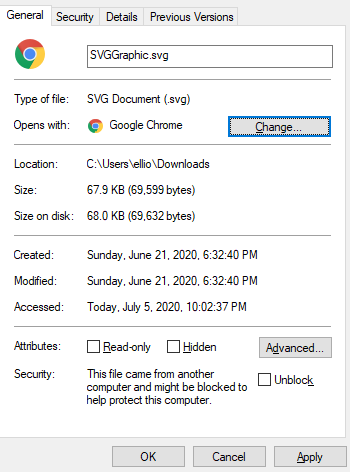 General Security Details Previous Versions
SVGGraphic.svg
Type of file: SVG Document (.svg)
Opens with: Google Chrome Change...
Location: C:\Users\ellio\Downloads
Size: 67.9 KB (69,599 bytes)
Size on disk: 68.0 KB (69,632 bytes)
Created: Sunday, June 21, 2020, 6:32:40 PM
Modified: Sunday, June 21, 2020, 6:32:40 PM
Accessed: Today, July 5, 2020, 10:02:37 PM
Attributes: Read-only Hidden Advanced...
Security: This file came from another
computer and might be blocked to
help protect this computer.
Unblock
OK Cancel Apply